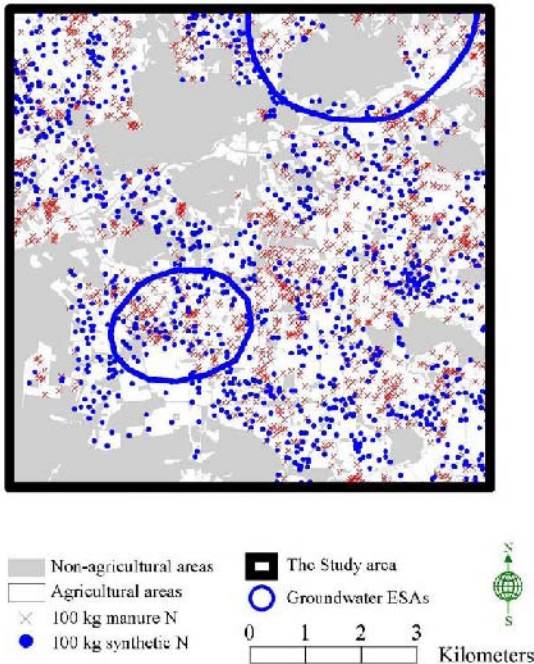 Non-agricultural areas
Agricultural areas
100 kg manure N
100 kg synthetic N
The Study area
Groundwater ESAs
N
S
0 1 2 3
Kilometers